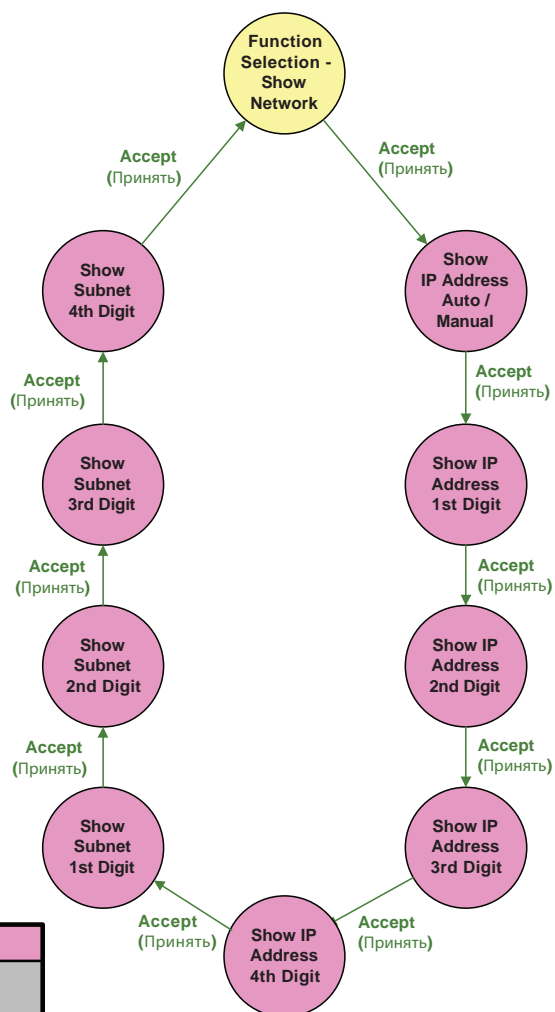 Function
Selection -
Show
Network
Accept
(Принять)
Show
IP Address
Auto /
Manual
Accept
(Принять)
Show IP
Address
1st Digit
Accept
(Принять)
Show IP
Address
2nd Digit
Accept
(Принять)
Show IP
Address
3rd Digit
Accept
(Принять)
Show IP
Address
4th Digit
Accept
(Принять)
Show
Subnet
1st Digit
Accept
(Принять)
Show
Subnet
2nd Digit
Accept
(Принять)
Show
Subnet
3rd Digit
Accept
(Принять)
Show
Subnet
4th Digit
Accept
(Принять)